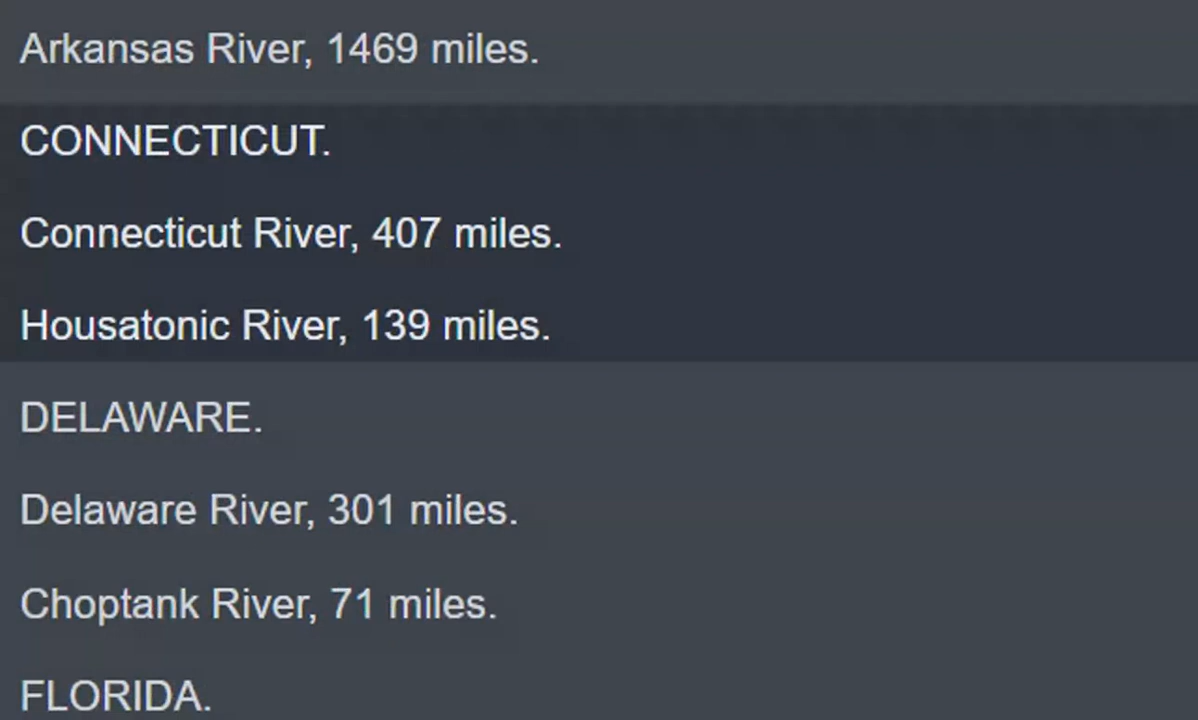 Arkansas River, 1469 miles.
CONNECTICUT.
Connecticut River, 407 miles.
Housatonic River, 139 miles.
DELAWARE.
Delaware River, 301 miles.
Choptank River, 71 miles.
FLORIDA.